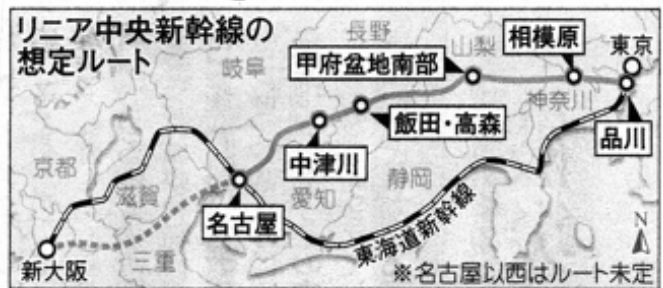 リニア中央新幹線の
想定ルート
長野
山梨
相模原
東京
岐阜
甲府盆地南部
神奈川
飯田・高森
品川
中津川
京都
滋賀
愛知
静岡
名古屋
東海道新幹線
N
新大阪
三重
※名古屋以西はルート未定